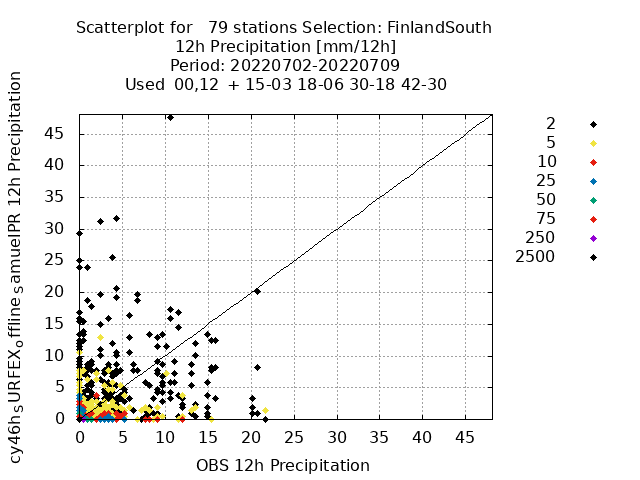 Scatterplot for   79 stations Selection: FinlandSouth
12h Precipitation [mm/12h]
Period: 20220702-20220709
Used  00,12  + 15-03 18-06 30-18 42-30
cy46h_SURFEX_offline_samuelPR 12h Precipitation
45
40
35
30
25
20
15
10
5
0
0 5 10 15 20 25 30 35 40 45
OBS 12h Precipitation
2
5
10
25
50
75
250
2500